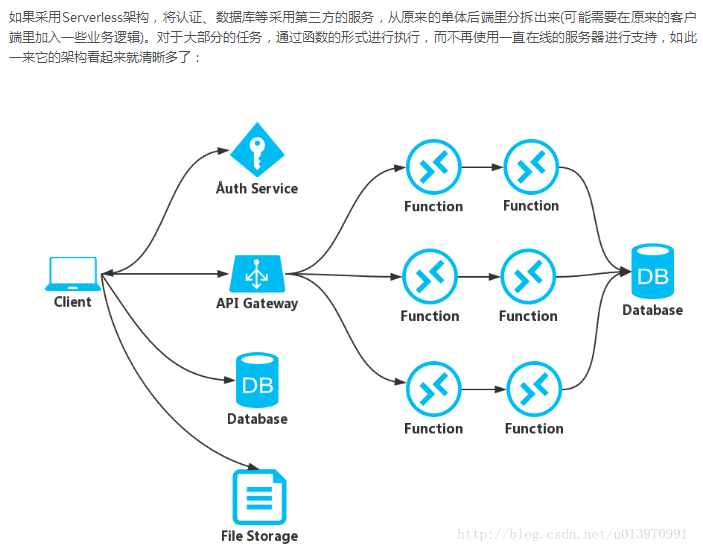 如果采用Serverless架构，将认证、数据库等采用第三方的服务，从原来的单体后端里分拆出来(可能需要在原来的客户
端里加入一些业务逻辑)。对于大部分的任务，通过函数的形式进行执行，而不再使用一直在线的服务器进行支持，如此
一来它的架构看起来就清晰多了：
Auth Service
Function
Function
Client
API Gateway
Function
Function
DB
Database
DB
Database
Function
Function
File Storage
http://blog.csdn.net/u013970991